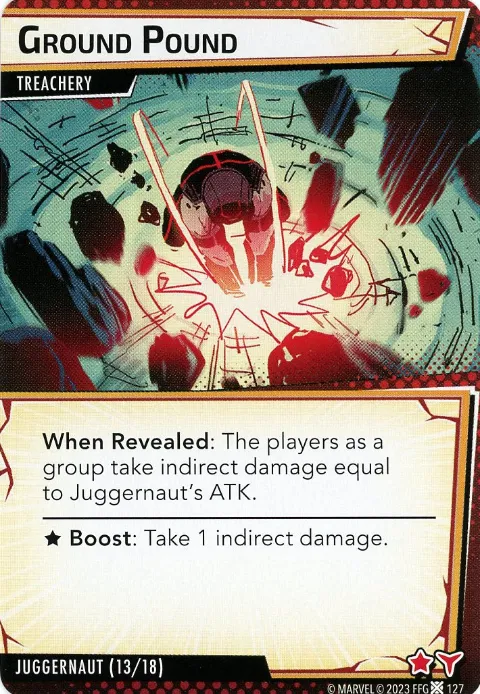 GROUND POUND
TREACHERY
When Revealed: The players as a
group take indirect damage equal
to Juggernaut's ATK.
★ Boost: Take 1 indirect damage.
JUGGERNAUT (13/18)
© MARVEL © 2023 FFG 127